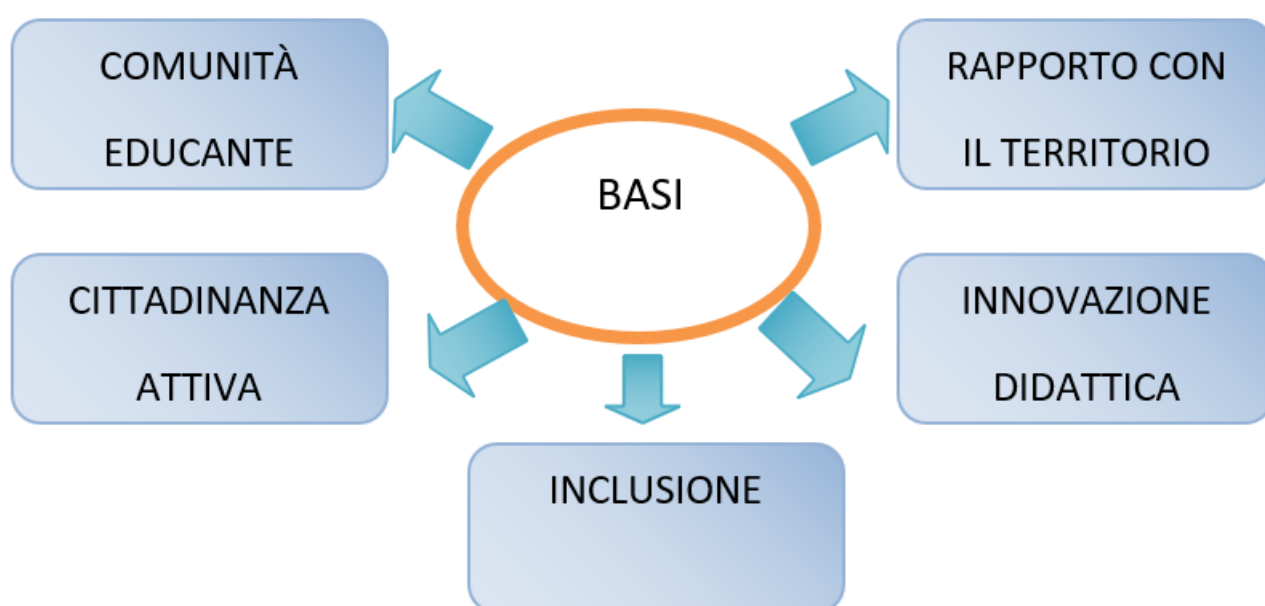 COMUNITÀ
EDUCANTE
RAPPORTO CON
IL TERRITORIO
BASI
CITTADINANZA
ATTIVA
INNOVAZIONE
DIDATTICA
INCLUSIONE